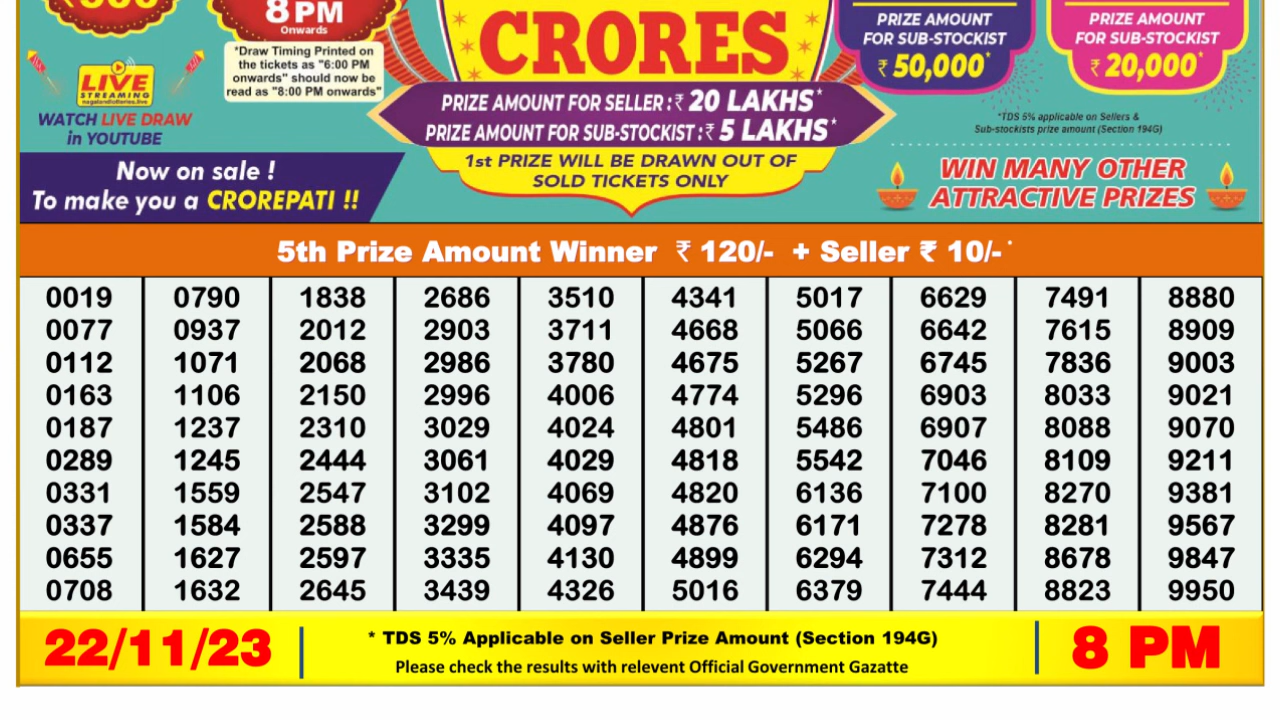 8 PM
Onwards
*Draw Timing Printed on
the tickets as "6:00 PM
onwards" should now be
read as "8:00 PM onwards"
LIVE
STREAMING
nagalandlotteries.live
WATCH LIVE DRAW
in YOUTUBE
Now on sale !
To make you a CROREPATI !!
CRORES
PRIZE AMOUNT FOR SELLER :₹ 20 LAKHS*
PRIZE AMOUNT FOR SUB-STOCKIST :₹ 5 LAKHS*
1st PRIZE WILL BE DRAWN OUT OF
SOLD TICKETS ONLY
PRIZE AMOUNT
FOR SUB-STOCKIST
₹ 50,000*
PRIZE AMOUNT
FOR SUB-STOCKIST
₹ 20,000*
*TDS 5% applicable on Sellers &
Sub-stockists prize amount (Section 194G)
WIN MANY OTHER
ATTRACTIVE PRIZES
5th Prize Amount Winner ₹ 120/- + Seller ₹ 10/-*
0019 0790 1838 2686 3510 4341 5017 6629 7491 8880
0077 0937 2012 2903 3711 4668 5066 6642 7615 8909
0112 1071 2068 2986 3780 4675 5267 6745 7836 9003
0163 1106 2150 2996 4006 4774 5296 6903 8033 9021
0187 1237 2310 3029 4024 4801 5486 6907 8088 9070
0289 1245 2444 3061 4029 4818 5542 7046 8109 9211
0331 1559 2547 3102 4069 4820 6136 7100 8270 9381
0337 1584 2588 3299 4097 4876 6171 7278 8281 9567
0655 1627 2597 3335 4130 4899 6294 7312 8678 9847
0708 1632 2645 3439 4326 5016 6379 7444 8823 9950
22/11/23
* TDS 5% Applicable on Seller Prize Amount (Section 194G)
Please check the results with relevent Official Government Gazatte
8 PM